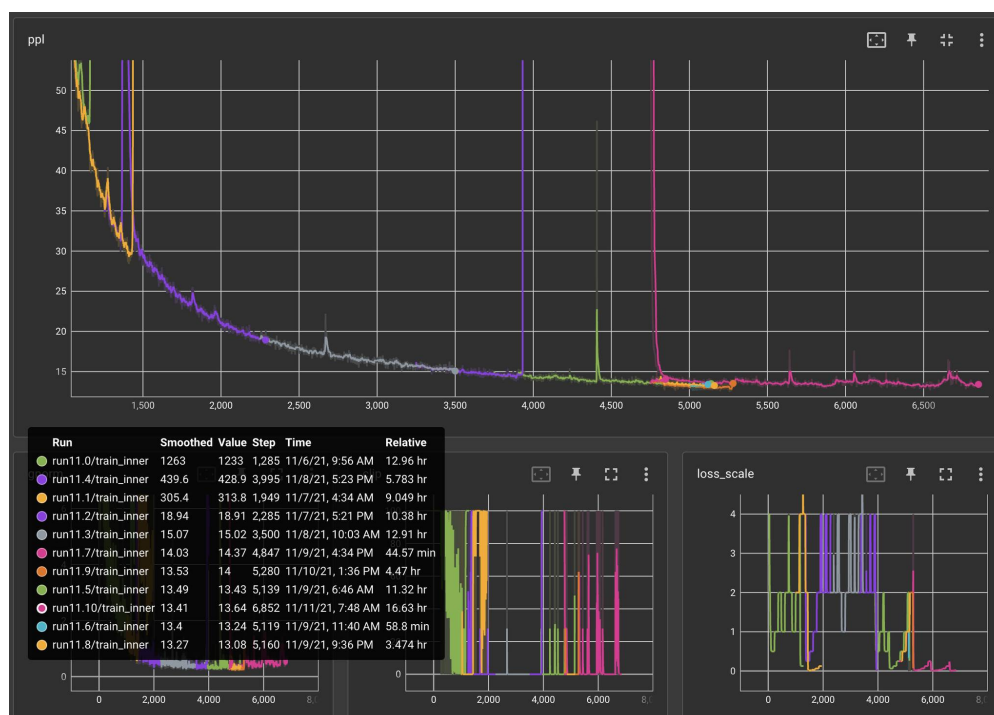 ppl
50
45
40
35
30
25
20
15
1,500 2,000 2,500 3,000 3,500 4,000 4,500 5,000 5,500 6,000 6,500
Run Smoothed Value Step Time Relative
run11.0/train_inner 1263 1233 1,285 11/6/21, 9:56 AM 12.96 hr
run11.4/train_inner 439.6 428.9 3,995 11/8/21, 5:23 PM 5.783 hr
run11.1/train_inner 305.4 313.8 1,949 11/7/21, 4:34 AM 9.049 hr
run11.2/train_inner 18.94 18.91 2,285 11/7/21, 5:21 PM 10.38 hr
run11.3/train_inner 15.07 15.02 3,500 11/8/21, 10:03 AM 12.91 hr
run11.7/train_inner 14.03 14.37 4,847 11/9/21, 4:34 PM 44.57 min
run11.9/train_inner 13.53 14 5,280 11/10/21, 1:36 PM 4.47 hr
run11.5/train_inner 13.49 13.43 5,139 11/9/21, 6:46 AM 11.32 hr
run11.10/train_inner 13.41 13.64 6,852 11/11/21, 7:48 AM 16.63 hr
run11.6/train_inner 13.4 13.24 5,119 11/9/21, 11:40 AM 58.8 min
run11.8/train_inner 13.27 13.08 5,160 11/9/21, 9:36 PM 3.474 hr
0
0 2,000 4,000 6,000
0
0 2,000 4,000 6,000
loss_scale
4
3
2
1
0
0 2,000 4,000 6,000